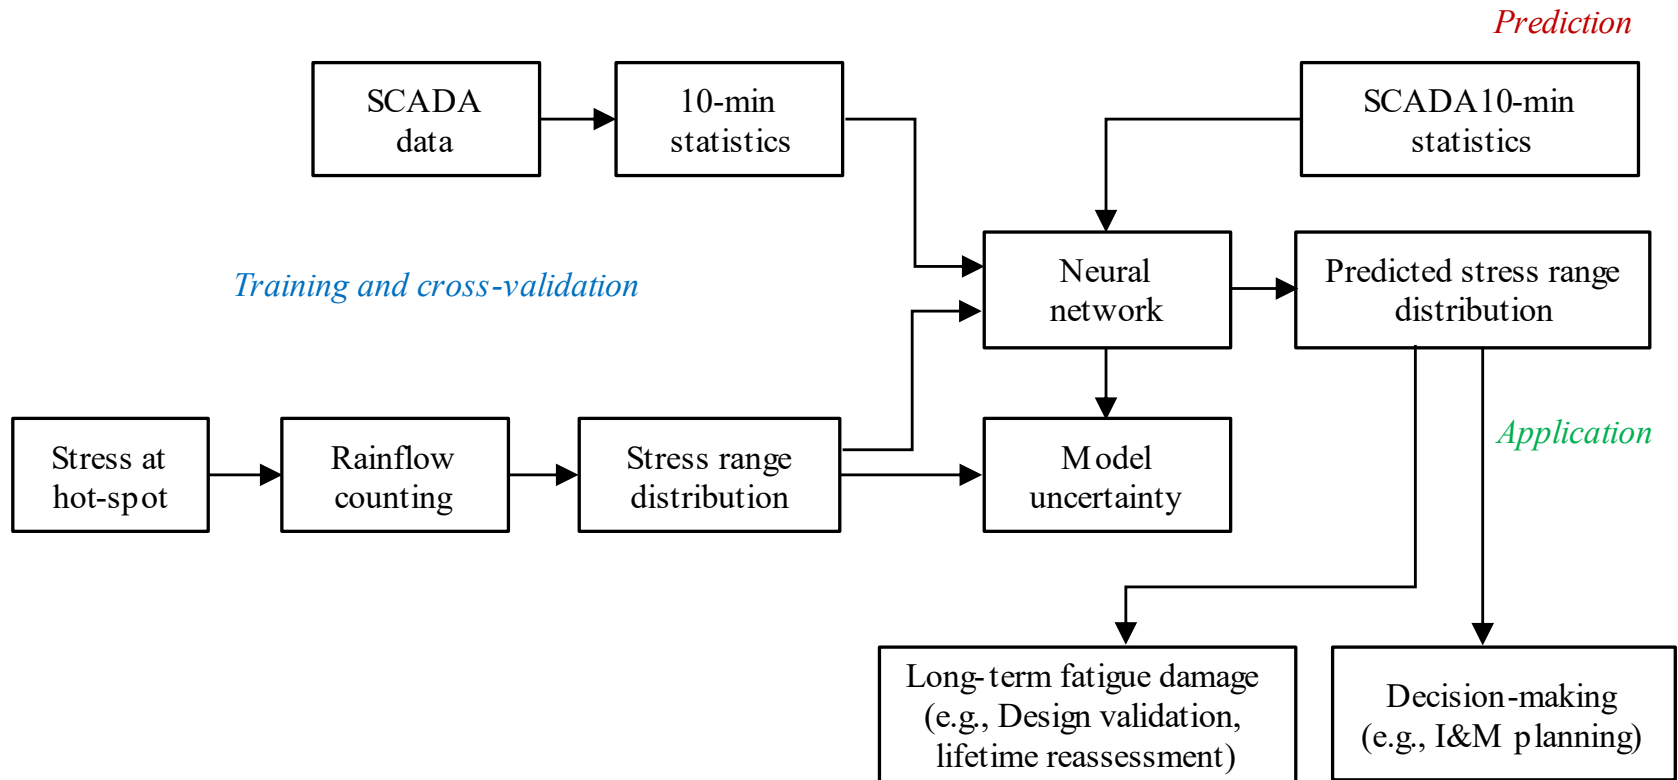 Prediction
SCADA
data
10-min
statistics
SCADA10-min
statistics
Training and cross-validation
Neural
network
Predicted stress range
distribution
Stress at
hot-spot
Rainflow
counting
Stress range
distribution
Model
uncertainty
Application
Long-term fatigue damage
(e.g., Design validation,
lifetime reassessment)
Decision-making
(e.g., I&M planning)